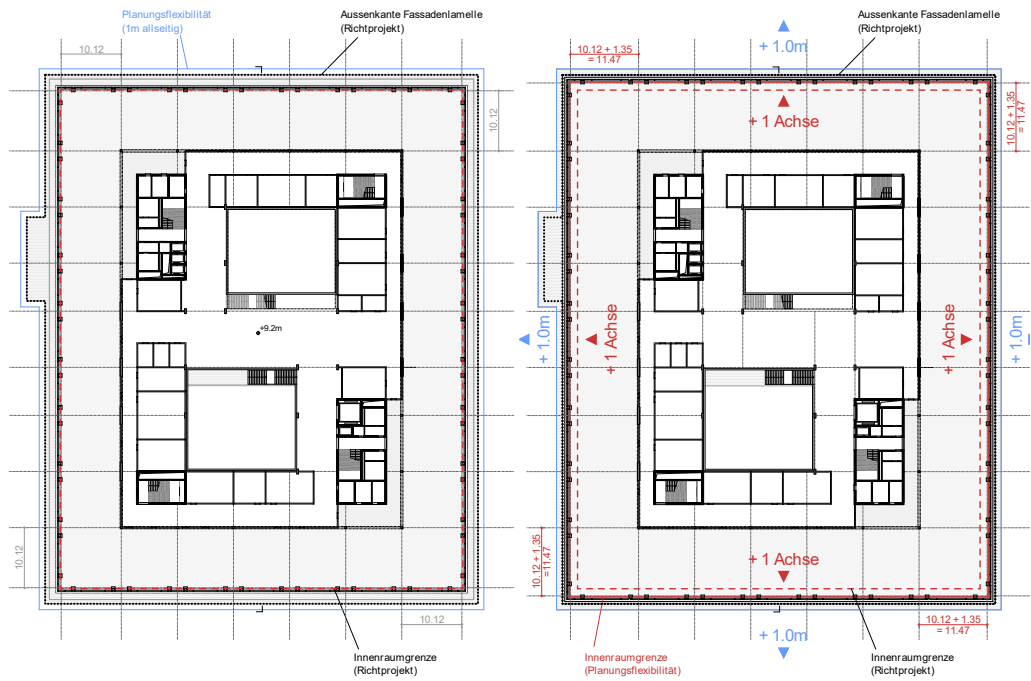 Planungsflexibilität
(1m allseitig)
Aussenkante Fassadenlamelle
(Richtprojekt)
10.12
10.12
+9.2m
10.12
10.12
Innenraumgrenze
(Richtprojekt)
Aussenkante Fassadenlamelle
(Richtprojekt)
+ 1.0m
10.12 + 1.35
= 11.47
10.12 + 1.35
= 11.47
+ 1 Achse
+ 1.0m
+ 1 Achse
+ 1 Achse
+ 1.0m
+ 1 Achse
10.12 + 1.35
= 11.47
10.12 + 1.35
= 11.47
+ 1.0m
Innenraumgrenze
(Planungsflexibilität)
Innenraumgrenze
(Richtprojekt)